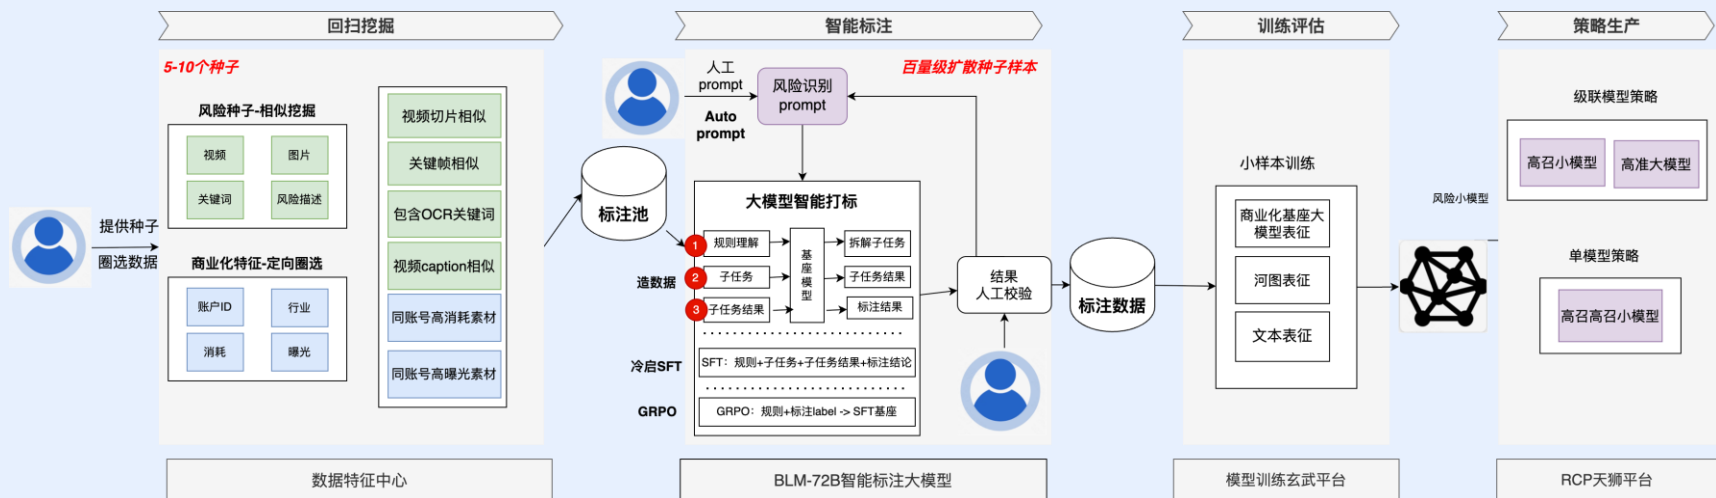 回扫挖掘
智能标注
训练评估
策略生产
5-10个种子
风险种子-相似挖掘
视频
图片
关键词
风险描述
提供种子
圈选数据
商业化特征-定向圈选
账户ID
行业
消耗
曝光
视频切片相似
关键帧相似
包含OCR关键词
视频caption相似
同账号高消耗素材
同账号高曝光素材
数据特征中心
标注池
人工
prompt
Auto
prompt
风险识别
prompt
百量级扩散种子样本
大模型智能打标
造数据
1
规则理解
2
子任务
3
子任务结果
基座模型
拆解子任务
子任务结果
标注结果
冷启SFT
SFT：规则+子任务+子任务结果+标注结论
GRPO
GRPO：规则+标注label -> SFT基座
结果
人工校验
BLM-72B智能标注大模型
标注数据
小样本训练
商业化基座大
模型表征
河图表征
文本表征
模型训练玄武平台
风险小模型
级联模型策略
高召小模型
高准大模型
单模型策略
高召高召小模型
RCP天狮平台